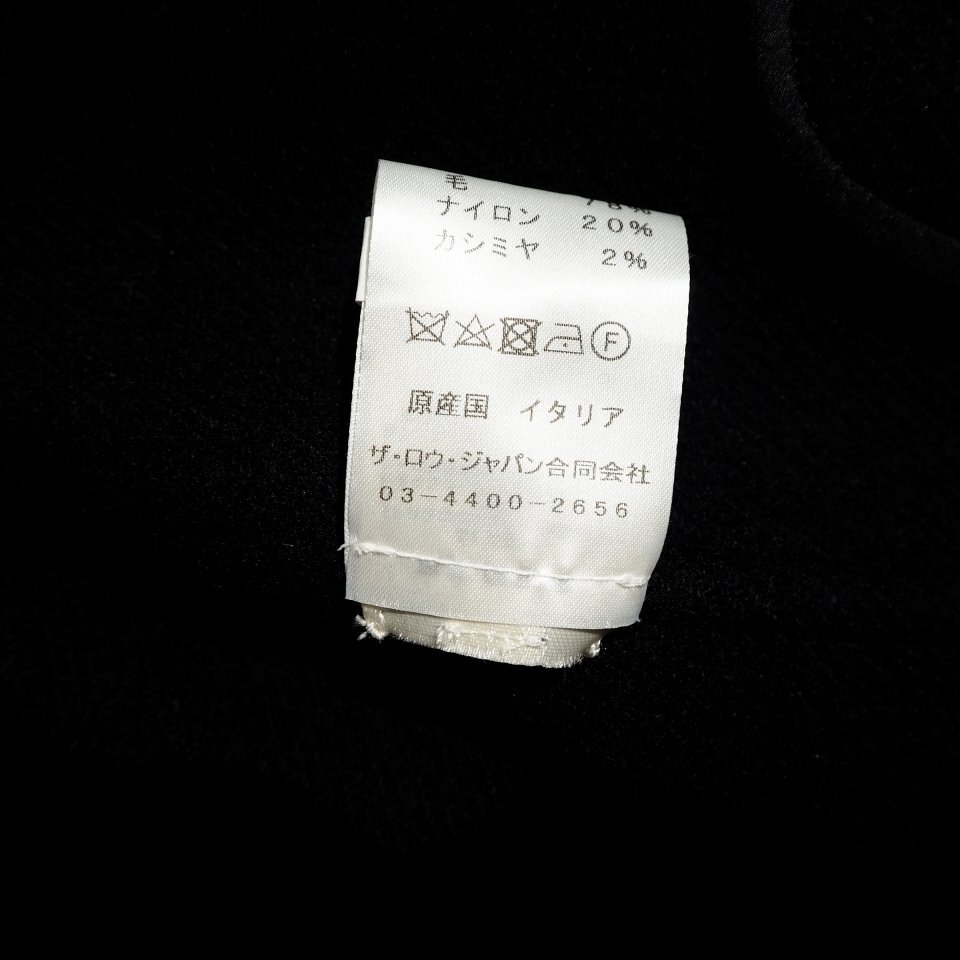 毛 78%
ナイロン 20%
カシミヤ 2%
F
原産国 イタリア
ザ・ロウ・ジャパン合同会社
03-4400-2656